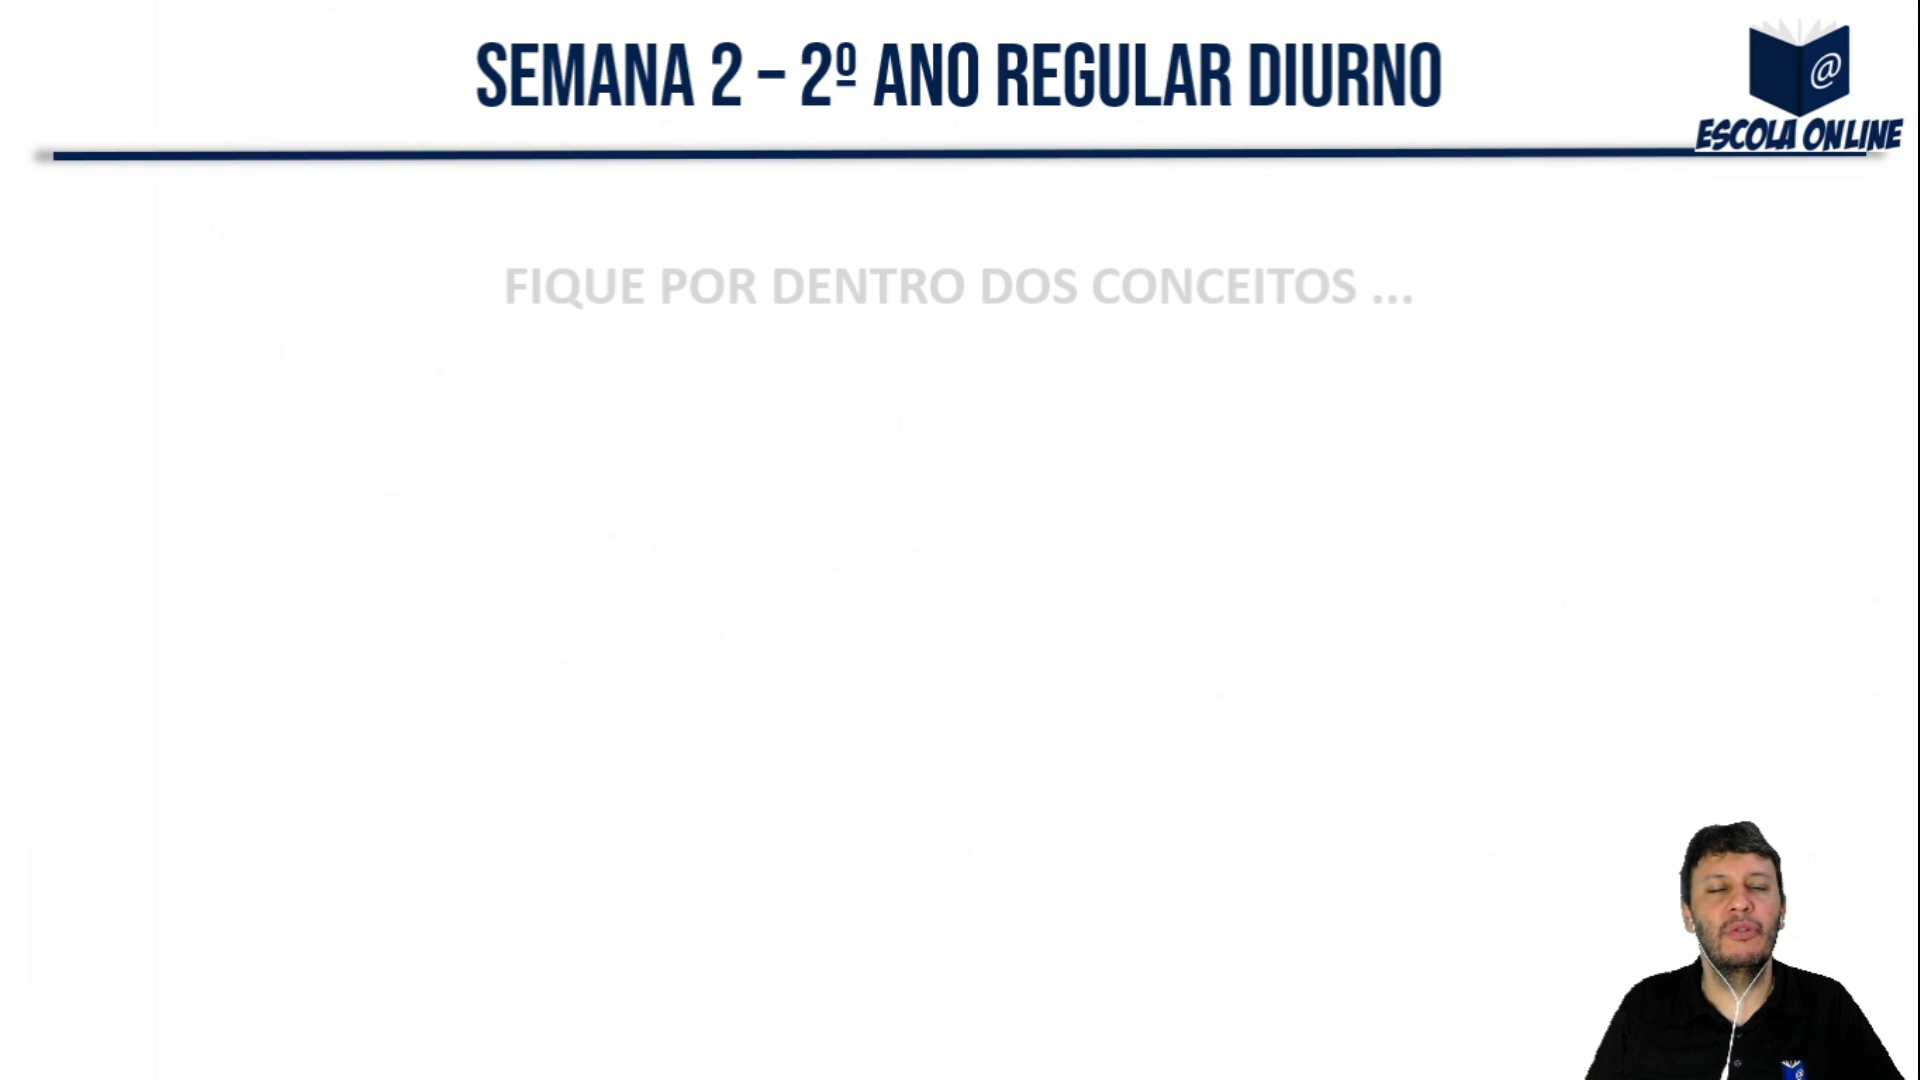 SEMANA 2 – 2º ANO REGULAR DIURNO
@
ESCOLA ONLINE
FIQUE POR DENTRO DOS CONCEITOS ...